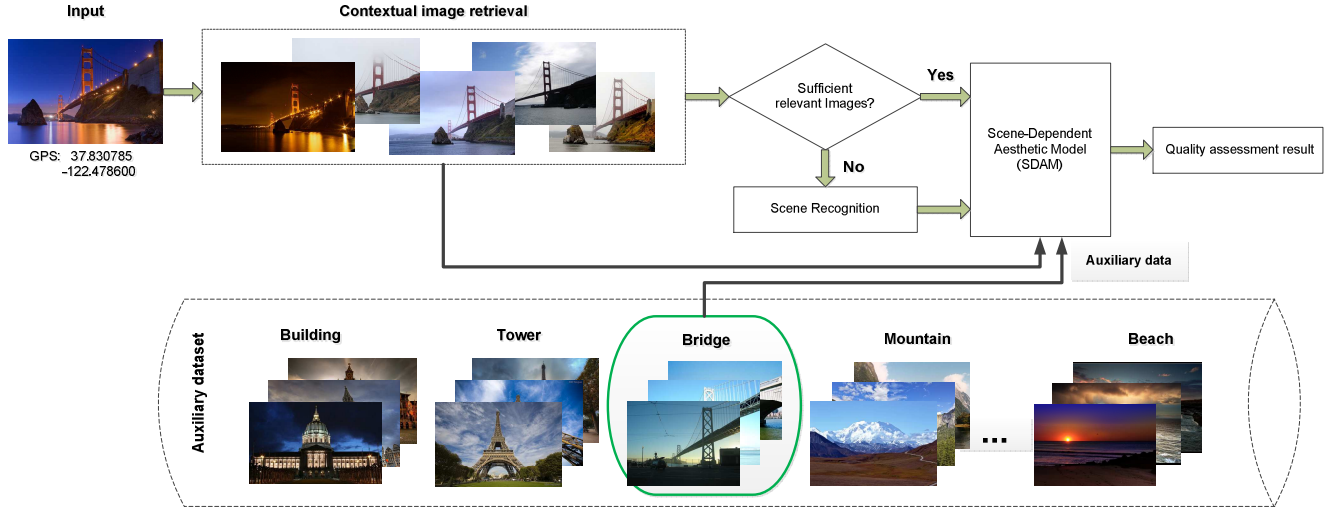 Input
Contextual image retrieval
GPS: 37.830785
-122.478600
Sufficient
relevant Images?
Yes
No
Scene Recognition
Scene-Dependent
Aesthetic Model
(SDAM)
Quality assessment result
Auxiliary data
Auxiliary dataset
Building
Tower
Bridge
Mountain
...
Beach